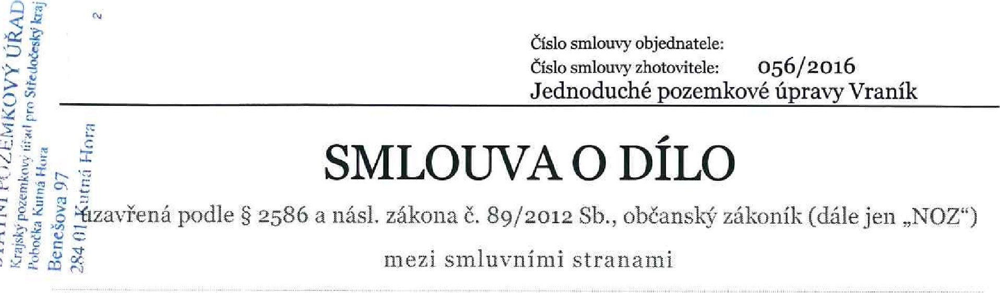 Číslo smlouvy objednatele:
Číslo smlouvy zhotovitele: 056/2016
Jednoduché pozemkové úpravy Vraník
SMLOUVA O DÍLO
uzavřená podle § 2586 a násl. zákona č. 89/2012 Sb., občanský zákoník (dále jen „NOZ“)
mezi smluvními stranami
POZEMKOVÝ ÚŘAD
Krajský pozemkový úřad pro Středočeský kraj
Pobočka Kutná Hora
Benešova 97
284 01 Kutná Hora
2